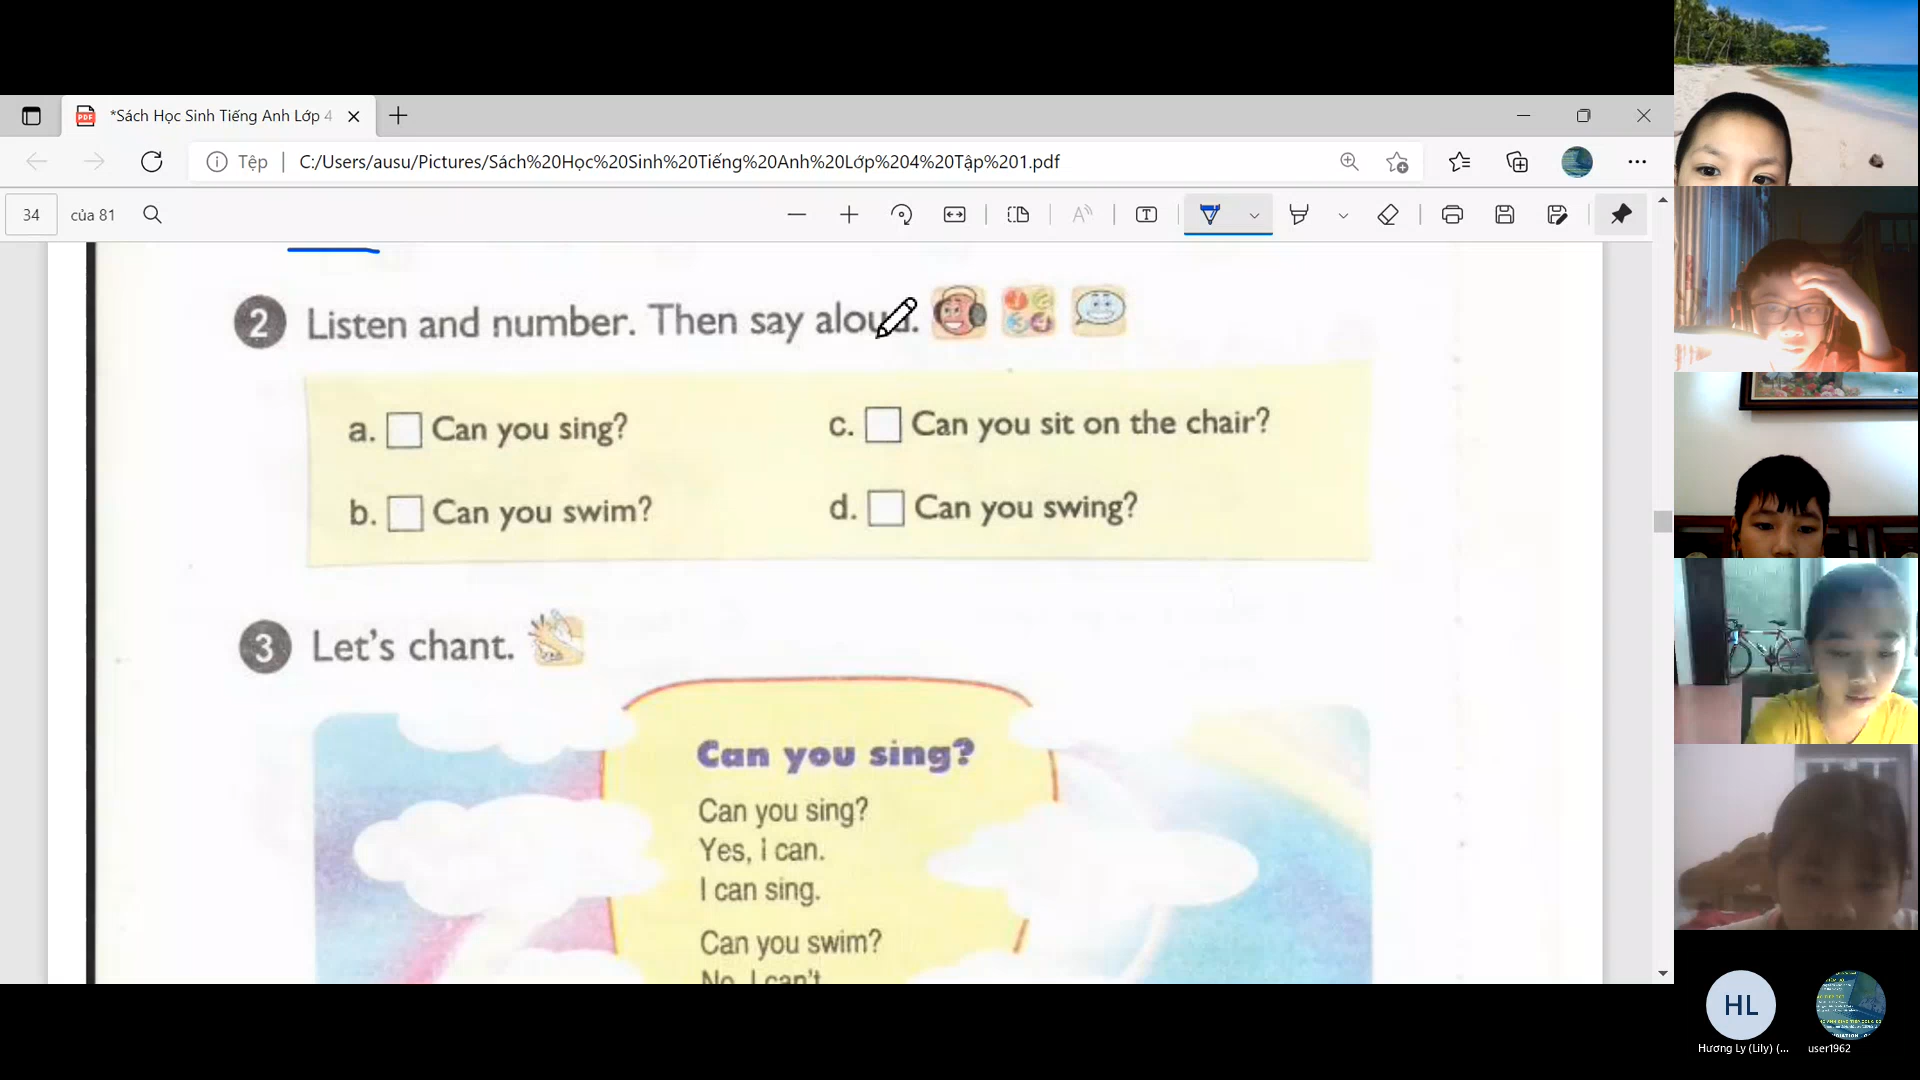 *Sách Học Sinh Tiếng Anh Lớp 4
Tệp
C:/Users/ausu/Pictures/Sách%20Học%20Sinh%20Tiếng%20Anh%20Lớp%204%20Tập%201.pdf
34 của 81
2 Listen and number. Then say aloud.
a. Can you sing?
c. Can you sit on the chair?
b. Can you swim?
d. Can you swing?
3 Let's chant.
Can you sing?
Can you sing?
Yes, I can.
I can sing.
Can you swim?
No, I can't
HL
Hương Ly (Lily) (...
user1962